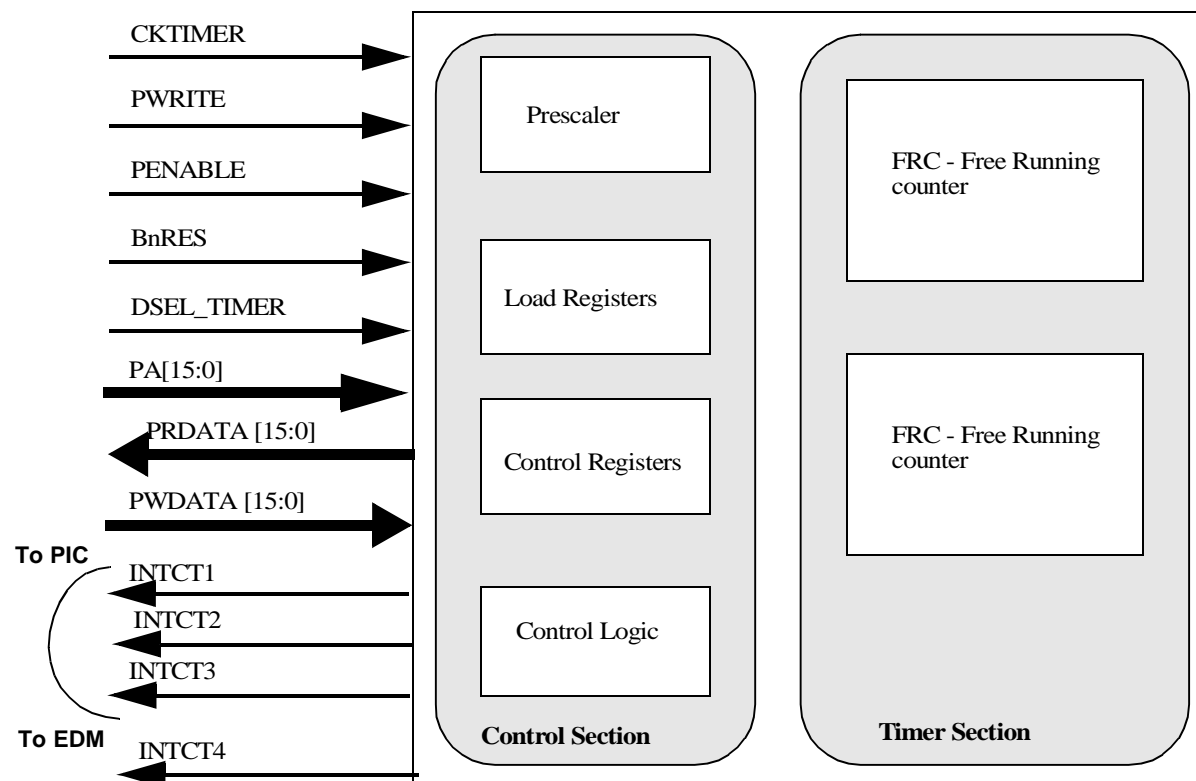 CKTIMER
PWRITE
PENABLE
BnRES
DSEL_TIMER
PA[15:0]
PRDATA [15:0]
PWDATA [15:0]
To PIC
INTCT1
INTCT2
INTCT3
To EDM
INTCT4
Prescaler
Load Registers
Control Registers
Control Logic
Control Section
FRC - Free Running
counter
FRC - Free Running
counter
Timer Section